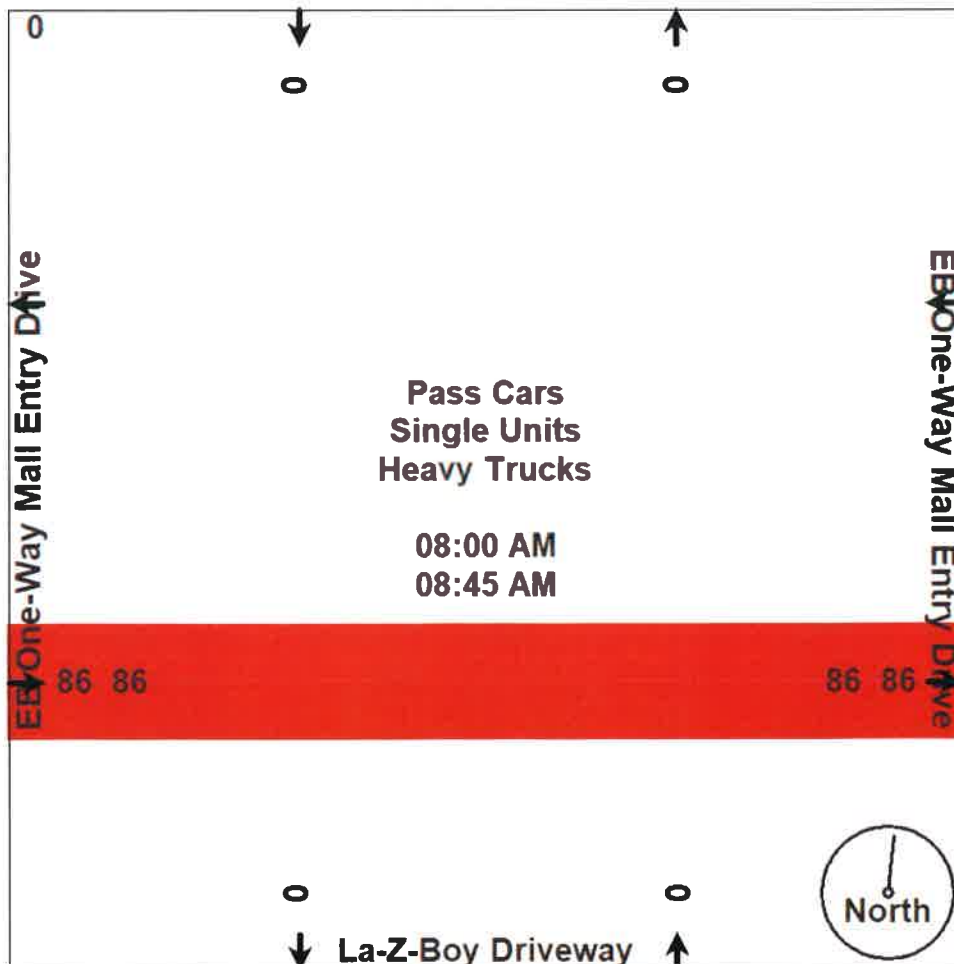 0
0
0
EB One-Way Mall Entry Drive
EB One-Way Mall Entry Drive
Pass Cars
Single Units
Heavy Trucks
08:00 AM
08:45 AM
86 86
86 86
0
0
North
La-Z-Boy Driveway